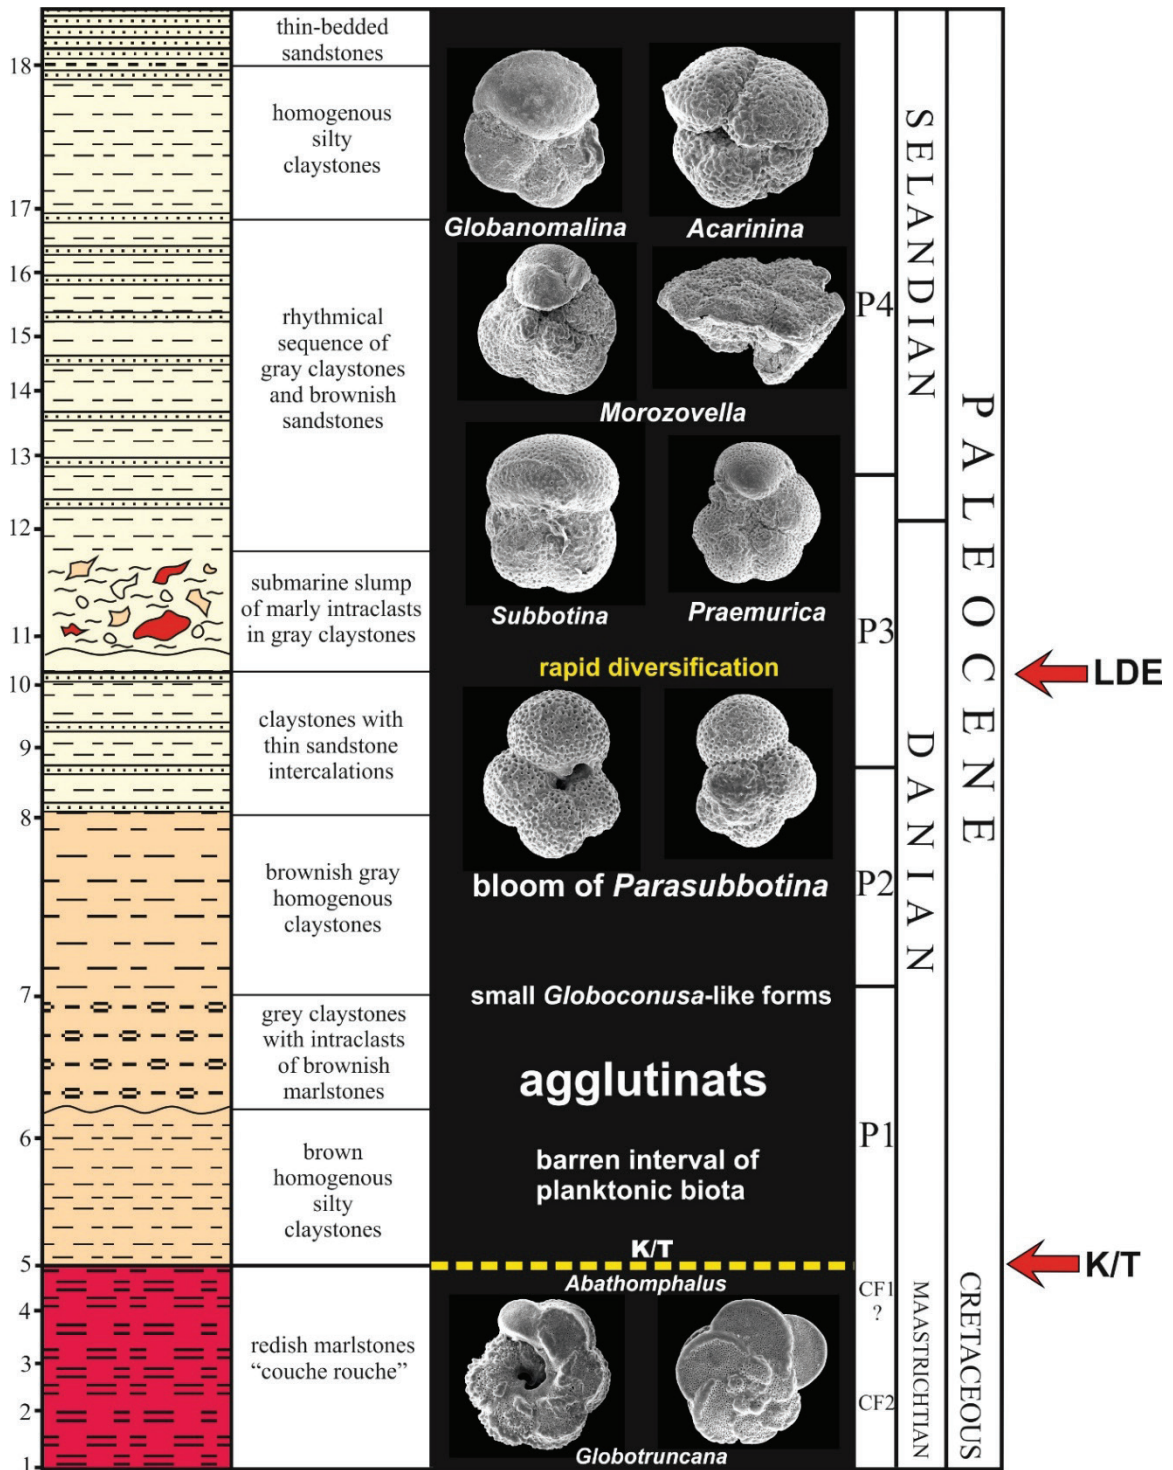 18
17
16
15
14
13
12
11
10
9
8
7
6
5
4
3
2
1
thin-bedded
sandstones
homogenous
silty
claystones
rhythmical
sequence of
gray claystones
and brownish
sandstones
submarine slump
of marly intraclasts
in gray claystones
claystones with
thin sandstone
intercalations
brownish gray
homogenous
claystones
grey claystones
with intraclasts
of brownish
marlstones
brown
homogenous
silty
claystones
redish marlstones
“couche rouche”
Globanomalina
Acarinina
Morozovella
Subbotina
Praemurica
rapid diversification
bloom of Parasubbotina
small Globoconusa-like forms
agglutinats
barren interval of
planktonic biota
K/T
Abathomphalus
Globotruncana
P4
P3
P2
P1
CF1
?
CF2
SELANDIAN
DANIAN
MAASTRICHTIAN
PALEOCENE
CRETACEOUS
LDE
K/T